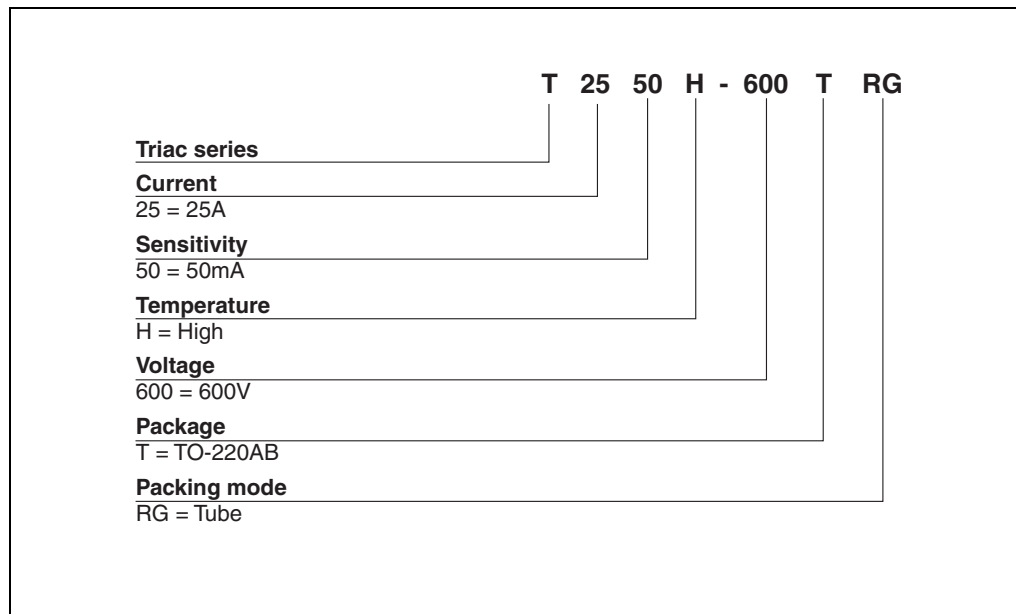 T 25 50 H - 600 T RG
Triac series
Current
25 = 25A
Sensitivity
50 = 50mA
Temperature
H = High
Voltage
600 = 600V
Package
T = TO-220AB
Packing mode
RG = Tube